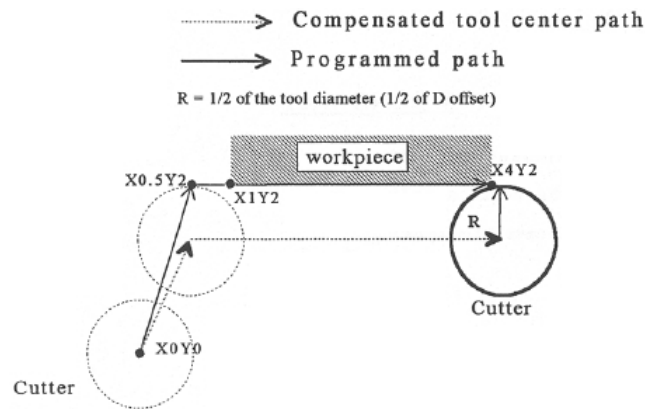 Compensated tool center path
Programmed path
R = 1/2 of the tool diameter (1/2 of D offset)
workpiece
X0.5Y2
X1Y2
X4Y2
R
Cutter
X0Y0
Cutter